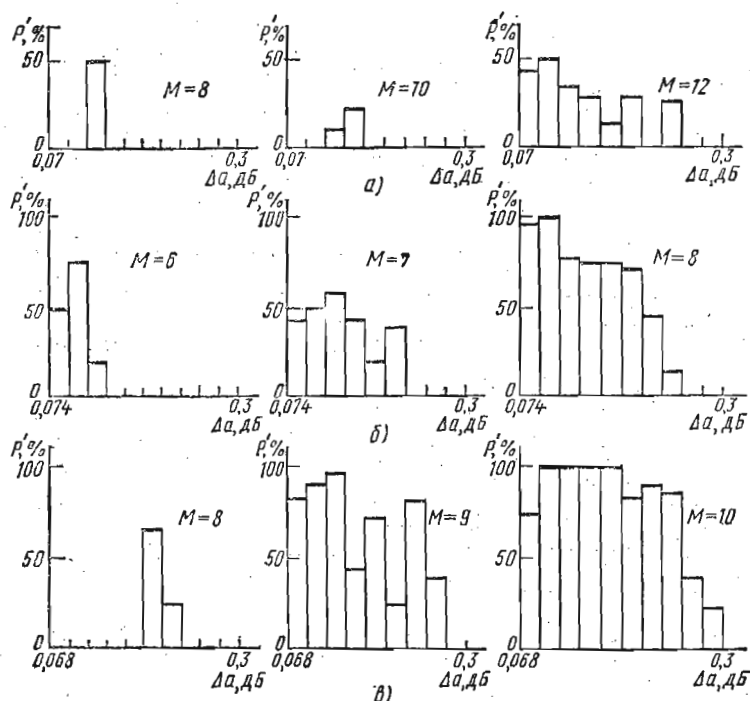 P,'% P,'% P,'%
50 50 50
M=8 M=10 M=12
0 0 0
0,07 0,3 0,07 0,3 0,07 0,3
Δa,дБ Δa,дБ Δa,дБ
а)
P,'% P,'% P,'%
100 100 100
M=6 M=7 M=8
50 50 50
0 0 0
0,074 0,3 0,074 0,3 0,074 0,3
Δa,дБ Δa,дБ Δa,дБ
б)
P,'% P,'% P,'%
100 100 100
M=8 M=9 M=10
50 50 50
0 0 0
0,068 0,3 0,068 0,3 0,068 0,3
Δa,дБ Δa,дБ Δa,дБ
в)